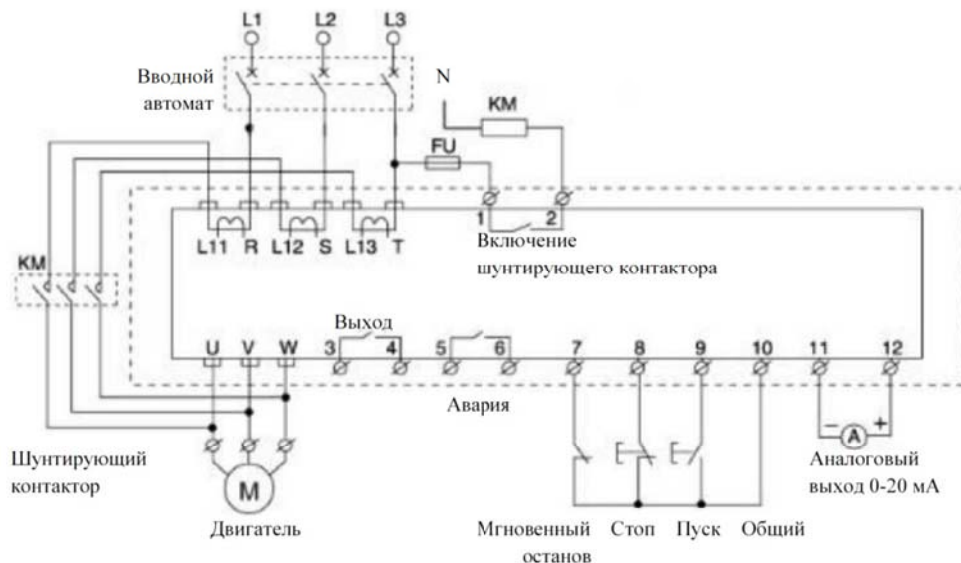 L1 L2 L3
Вводной
автомат
N
KM
FU
1 2
L11 R L12 S L13 T
Включение
шунтирующего контактора
KM
Выход
U V W 3 4 5 6 7 8 9 10 11 12
Авария
− A +
Шунтирующий
контактор
M
Двигатель
Аналоговый
выход 0-20 мА
Мгновенный
останов
Стоп
Пуск
Общий